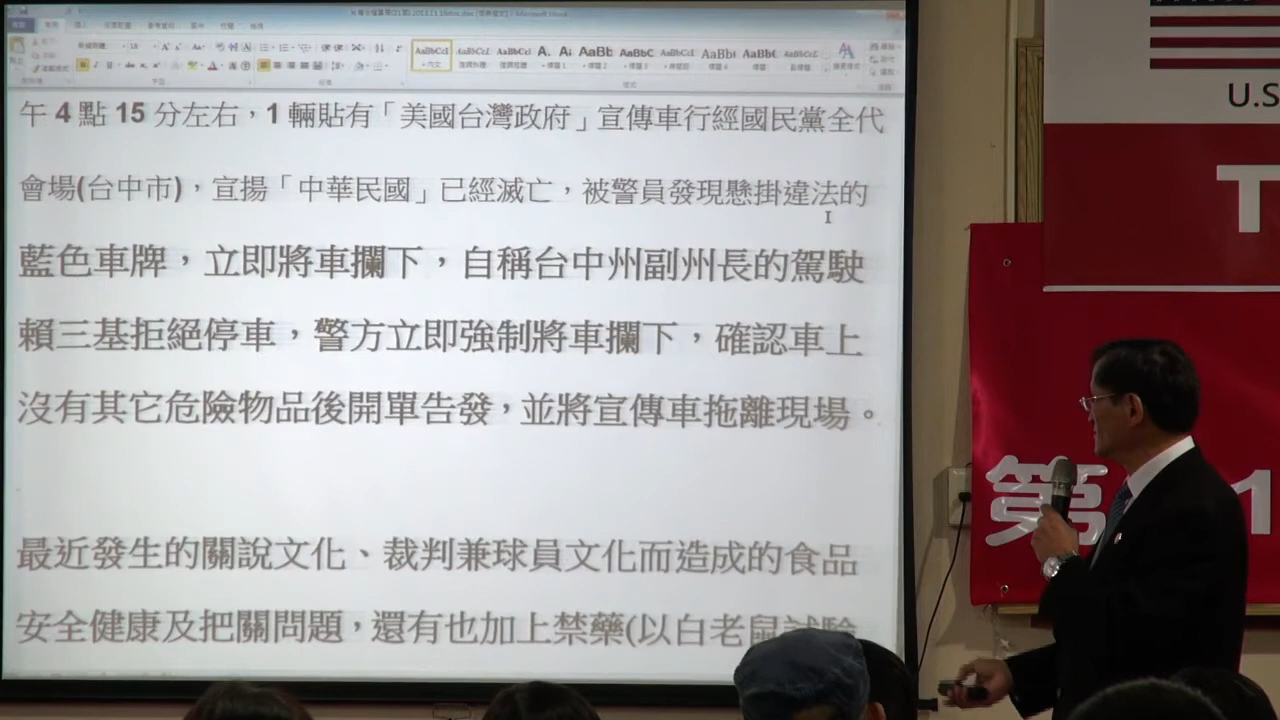 午 4 點 15 分左右，1 輛貼有「美國台灣政府」宣傳車行經國民黨全代
會場(台中市)，宣揚「中華民國」已經滅亡，被警員發現懸掛違法的
藍色車牌，立即將車攔下，自稱台中州副州長的駕駛
賴三基拒絕停車，警方立即強制將車攔下，確認車上
沒有其它危險物品後開單告發，並將宣傳車拖離現場。
最近發生的關說文化、裁判兼球員文化而造成的食品
安全健康及把關問題，還有也加上禁藥(以白老鼠試驗
U.S
T
第
1